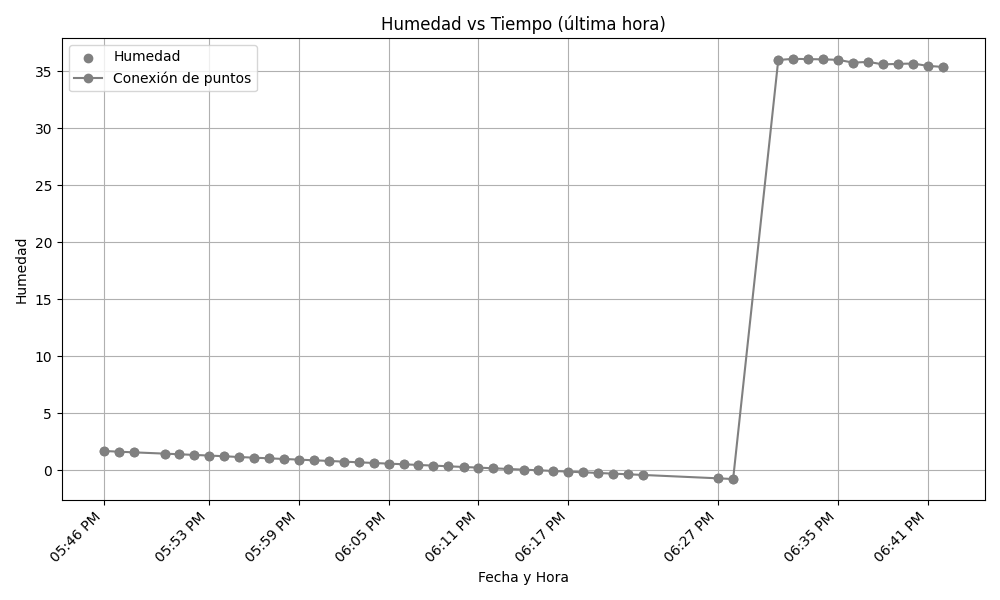 Humedad vs Tiempo (última hora)
Humedad
Conexión de puntos
35
30
25
20
15
10
5
0
Humedad
05:46 PM
05:53 PM
05:59 PM
06:05 PM
06:11 PM
06:17 PM
06:27 PM
06:35 PM
06:41 PM
Fecha y Hora